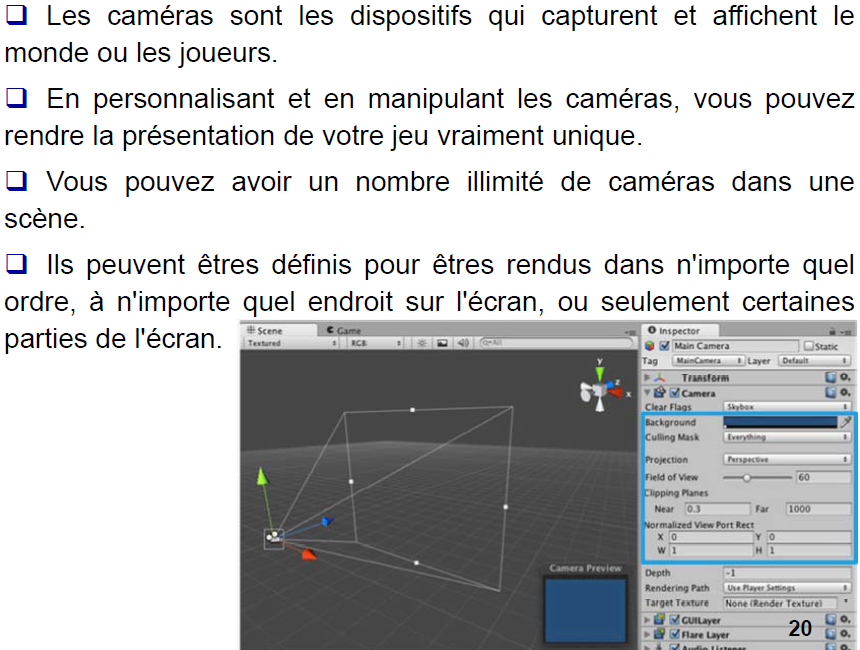 ❑ Les caméras sont les dispositifs qui capturent et affichent le
monde ou les joueurs.
❑ En personnalisant et en manipulant les caméras, vous pouvez
rendre la présentation de votre jeu vraiment unique.
❑ Vous pouvez avoir un nombre illimité de caméras dans une
scène.
❑ Ils peuvent êtres définis pour êtres rendus dans n'importe quel
ordre, à n'importe quel endroit sur l'écran, ou seulement certaines
parties de l'écran.
Scene Game
Textured RGB All
y
z
x
Camera Preview
Inspector
Main Camera Static
Tag MainCamera Layer Default
Transform
Camera
Clear Flags Skybox
Background
Culling Mask Everything
Projection Perspective
Field of View 60
Clipping Planes
Near 0.3 Far 1000
Normalized View Port Rect
X 0 Y 0
W 1 H 1
Depth -1
Rendering Path Use Player Settings
Target Texture None (Render Texture)
GUILayer
Flare Layer
Audio Listener
20